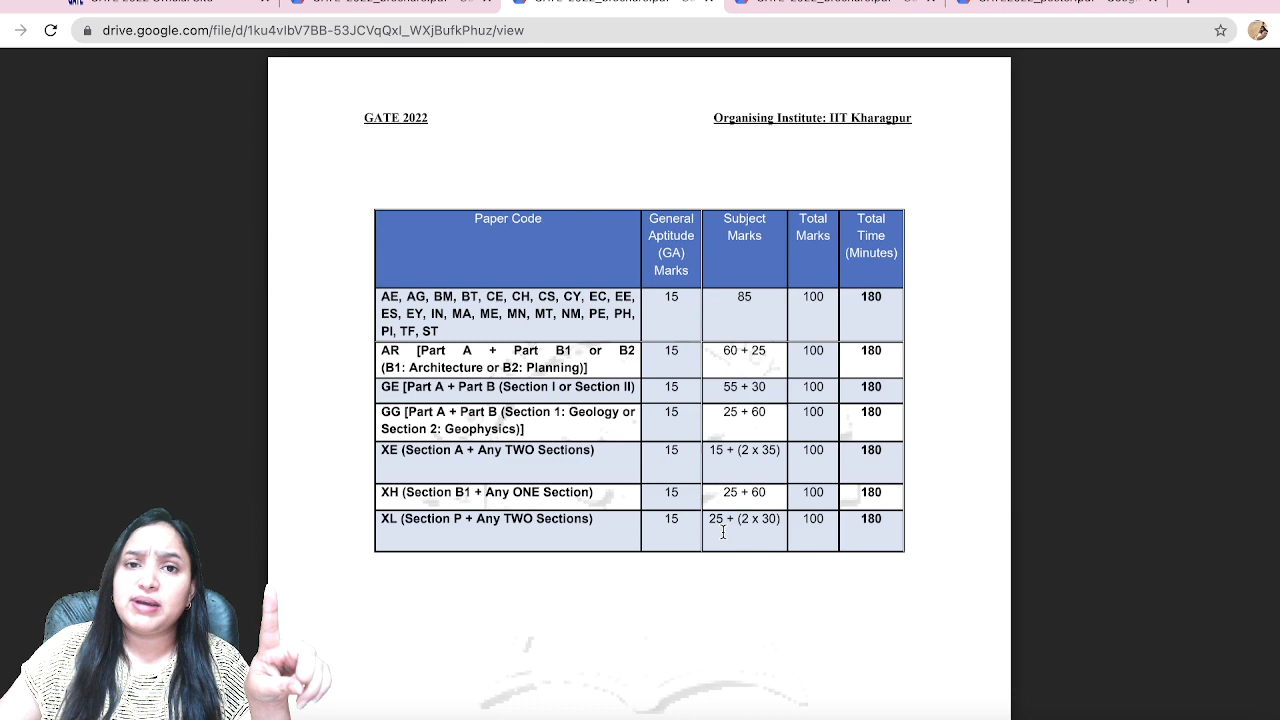 drive.google.com/file/d/1ku4vIbV7BB-53JCVqQxI_WXjBufkPhuz/view
GATE 2022 Organising Institute: IIT Kharagpur
Paper Code General Aptitude (GA) Marks Subject Marks Total Marks Total Time (Minutes)
AE, AG, BM, BT, CE, CH, CS, CY, EC, EE, 15 85 100 180
ES, EY, IN, MA, ME, MN, MT, NM, PE, PH,
PI, TF, ST
AR [Part A + Part B1 or B2 15 60 + 25 100 180
(B1: Architecture or B2: Planning)]
GE [Part A + Part B (Section I or Section II) 15 55 + 30 100 180
GG [Part A + Part B (Section 1: Geology or 15 25 + 60 100 180
Section 2: Geophysics)]
XE (Section A + Any TWO Sections) 15 15 + (2 x 35) 100 180
XH (Section B1 + Any ONE Section) 15 25 + 60 100 180
XL (Section P + Any TWO Sections) 15 25 + (2 x 30) 100 180